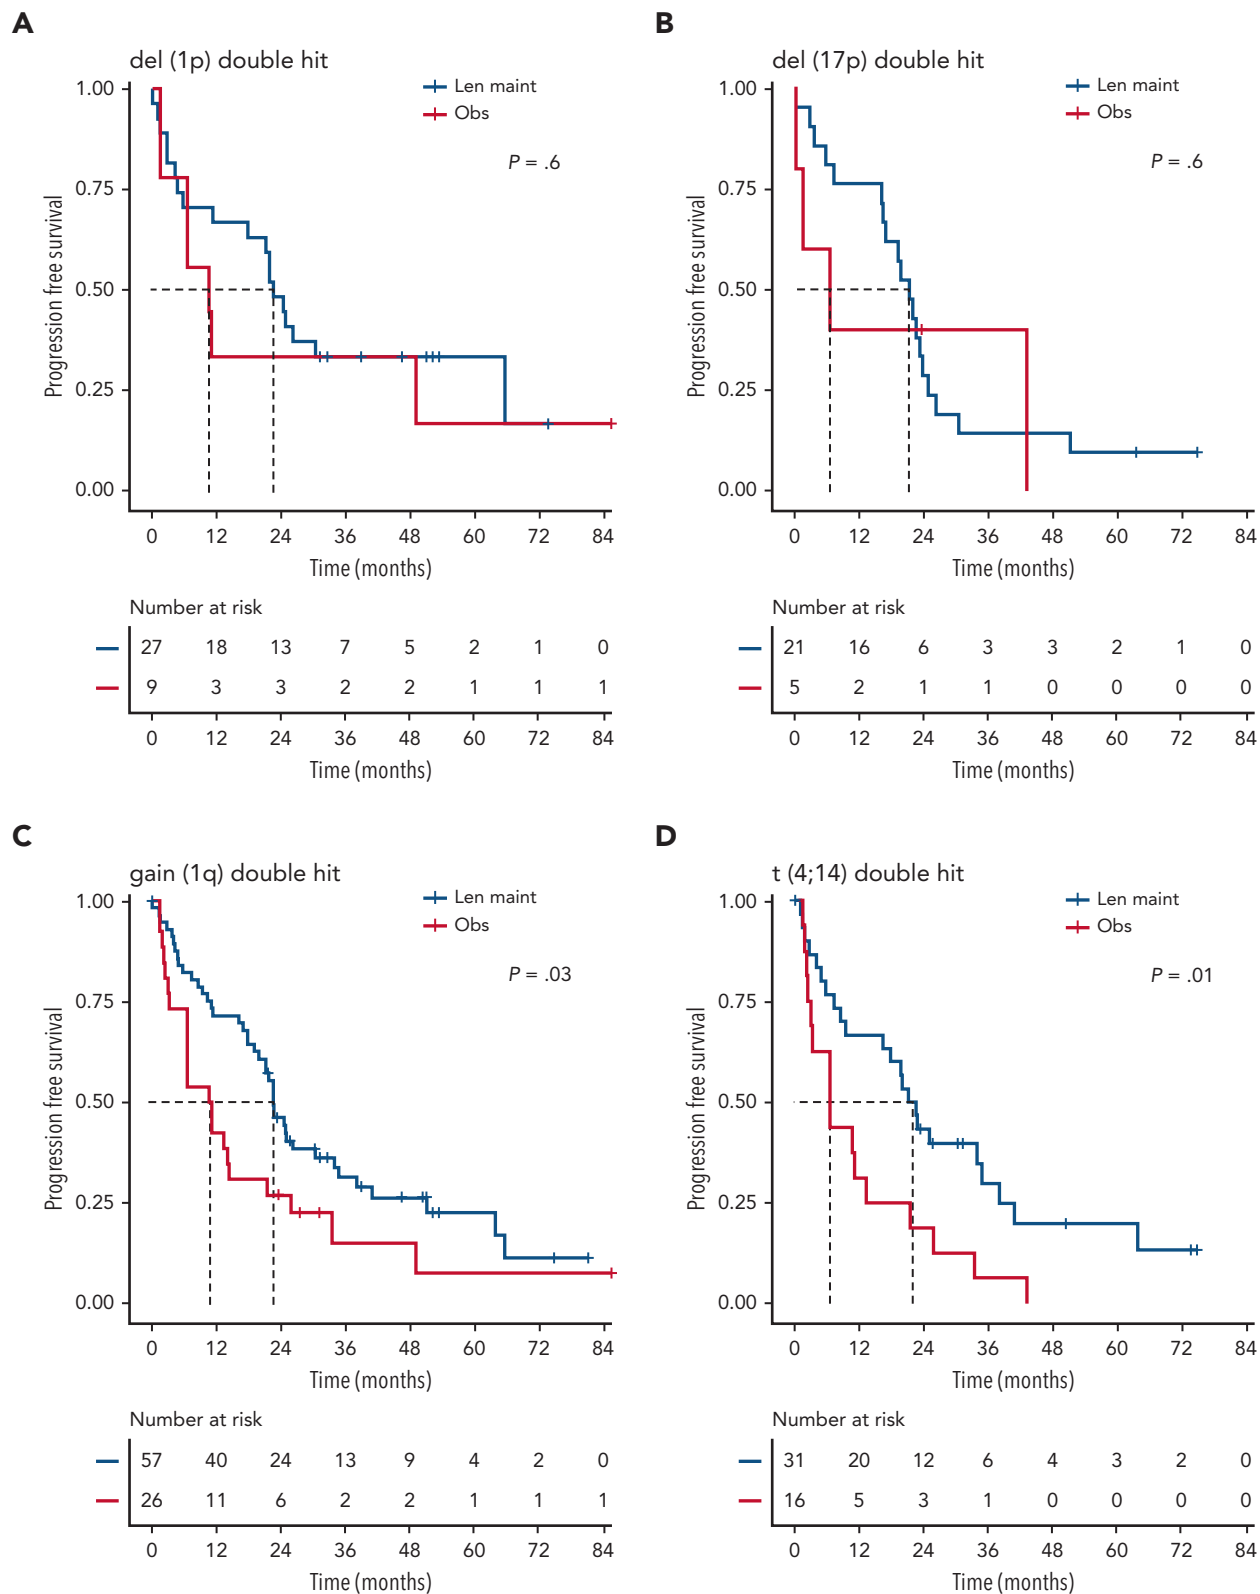 A
del (1p) double hit
Len maint
Obs
P = .6
Progression free survival
1.00
0.75
0.50
0.25
0.00
0 12 24 36 48 60 72 84
Time (months)
Number at risk
27 18 13 7 5 2 1 0
9 3 3 2 2 1 1 1
0 12 24 36 48 60 72 84
Time (months)
B
del (17p) double hit
Len maint
Obs
P = .6
Progression free survival
1.00
0.75
0.50
0.25
0.00
0 12 24 36 48 60 72 84
Time (months)
Number at risk
21 16 6 3 3 2 1 0
5 2 1 1 0 0 0 0
0 12 24 36 48 60 72 84
Time (months)
C
gain (1q) double hit
Len maint
Obs
P = .03
Progression free survival
1.00
0.75
0.50
0.25
0.00
0 12 24 36 48 60 72 84
Time (months)
Number at risk
57 40 24 13 9 4 2 0
26 11 6 2 2 1 1 1
0 12 24 36 48 60 72 84
Time (months)
D
t (4;14) double hit
Len maint
Obs
P = .01
Progression free survival
1.00
0.75
0.50
0.25
0.00
0 12 24 36 48 60 72 84
Time (months)
Number at risk
31 20 12 6 4 3 2 0
16 5 3 1 0 0 0 0
0 12 24 36 48 60 72 84
Time (months)